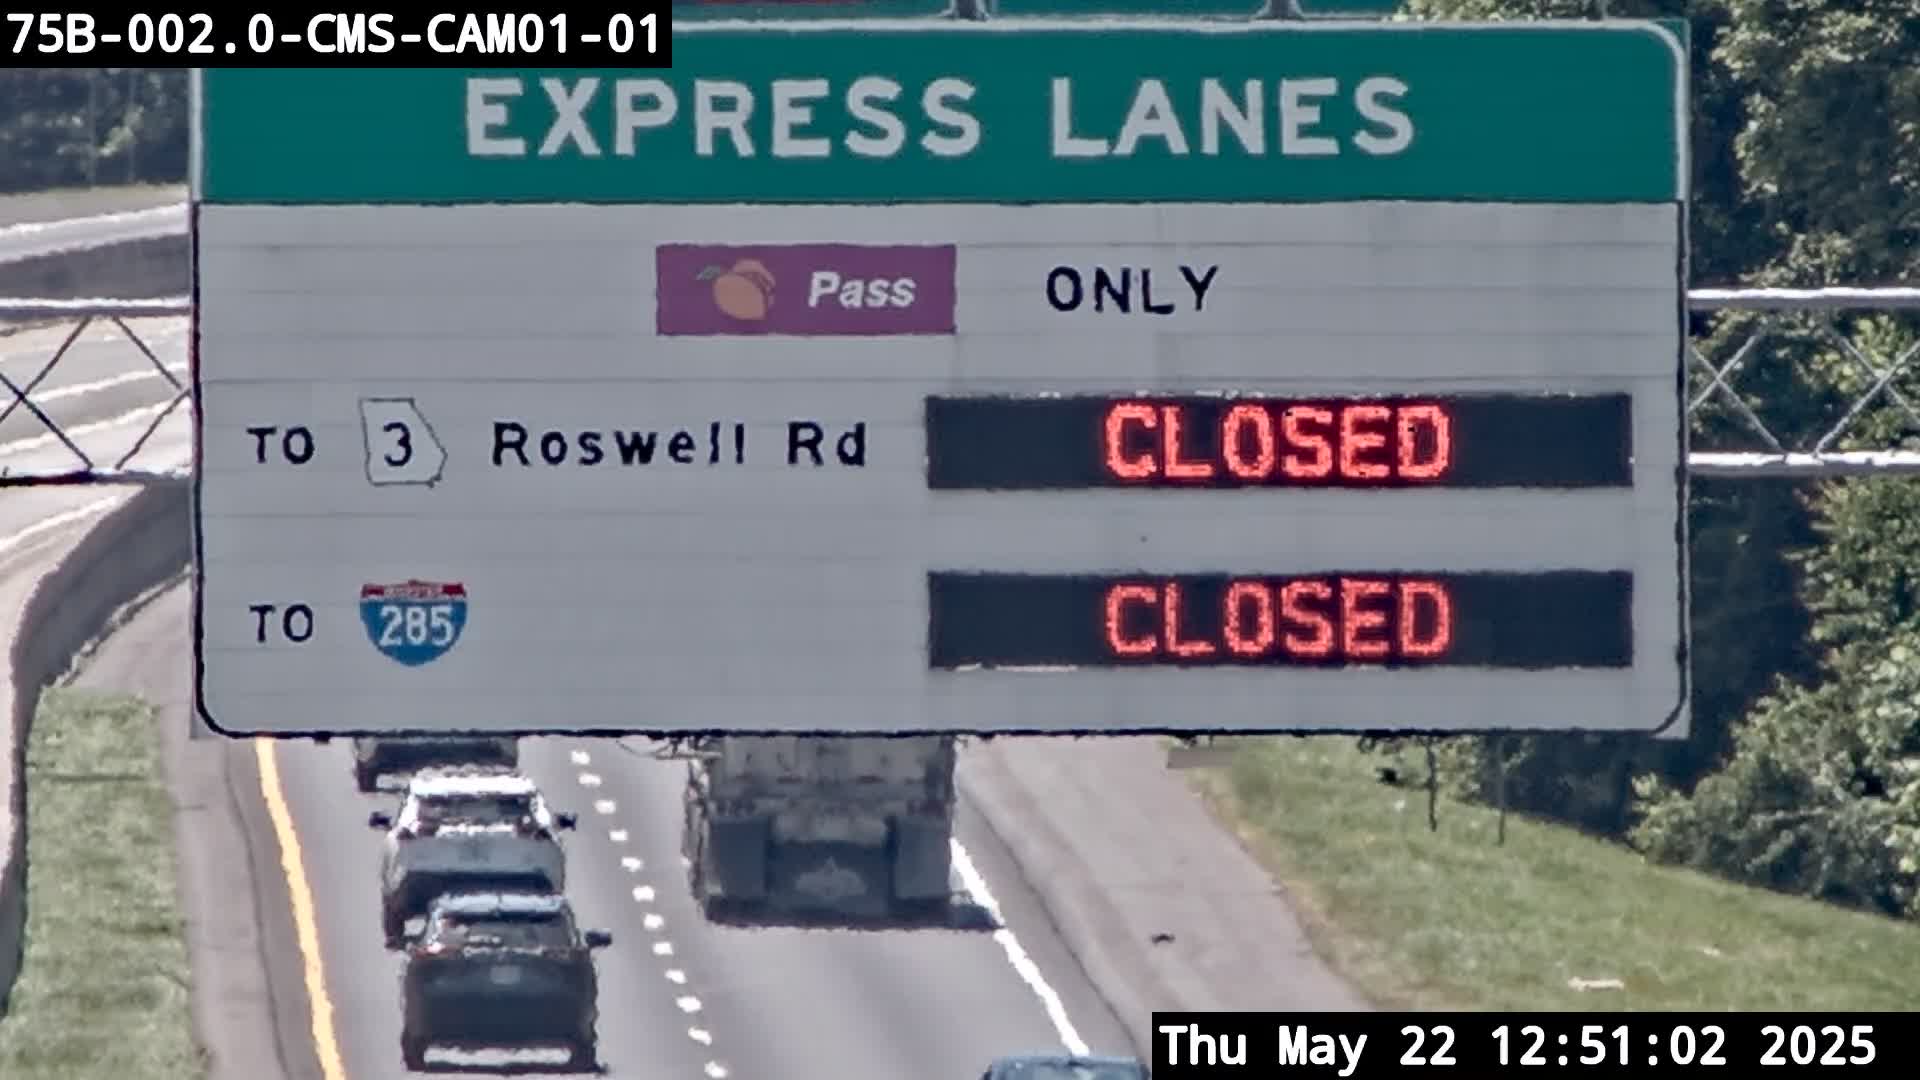 75B-002.0-CMS-CAM01-01
EXPRESS LANES
Pass ONLY
TO 3 Roswell Rd CLOSED
TO 285 CLOSED
Thu May 22 12:51:02 2025